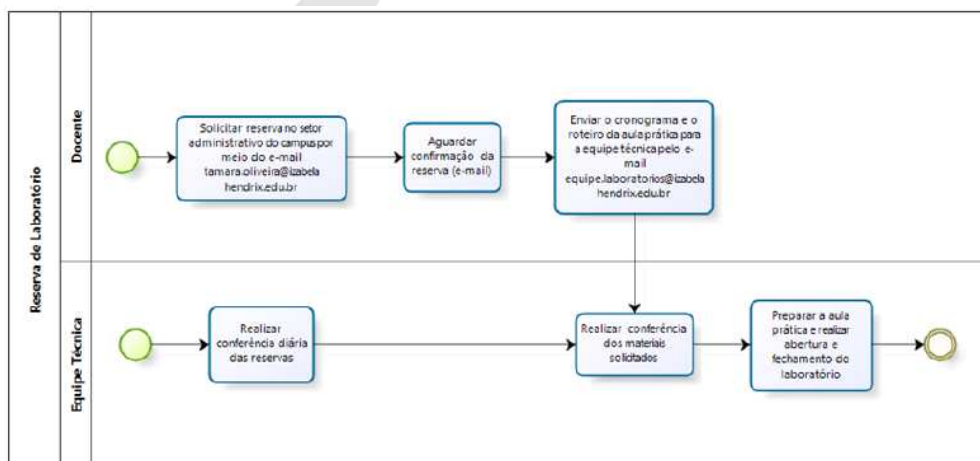 Reserva de Laboratório
Docente
Solicitar reserva no setor
administrativo do campus por
meio do e-mail
tamara.oliveira@izabela
hendrix.edu.br
Aguardar
confirmação da
reserva (e-mail)
Enviar o cronograma e o
roteiro da aula prática para
a equipe técnica pelo e-
mail
equipe.laboratorios@izabela
hendrix.edu.br
Equipe Técnica
Realizar
conferência diária
das reservas
Realizar conferência
dos materiais
solicitados
Preparar a aula
prática e realizar
abertura e
fechamento do
laboratório